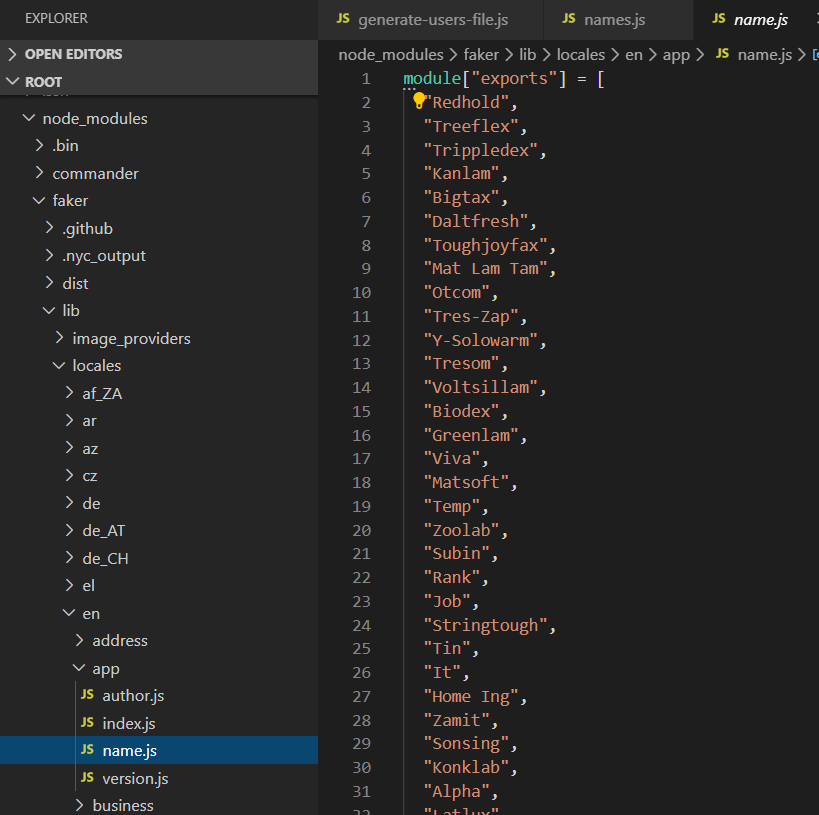 EXPLORER
OPEN EDITORS
ROOT
node_modules
.bin
commander
faker
.github
.nyc_output
dist
lib
image_providers
locales
af_ZA
ar
az
cz
de
de_AT
de_CH
el
en
address
app
JS author.js
JS index.js
JS name.js
JS version.js
business
JS generate-users-file.js JS names.js JS name.js
node_modules > faker > lib > locales > en > app > JS name.js >
1 module["exports"] = [
2 "Redhold",
3 "Treeflex",
4 "Trippledex",
5 "Kanlam",
6 "Bigtax",
7 "Daltfresh",
8 "Toughjoyfax",
9 "Mat Lam Tam",
10 "Otcom",
11 "Tres-Zap",
12 "Y-Solowarm",
13 "Tresom",
14 "Voltsillam",
15 "Biodex",
16 "Greenlam",
17 "Viva",
18 "Matsoft",
19 "Temp",
20 "Zoolab",
21 "Subin",
22 "Rank",
23 "Job",
24 "Stringtough",
25 "Tin",
26 "It",
27 "Home Ing",
28 "Zamit",
29 "Sonsing",
30 "Konklab",
31 "Alpha",
32 "Latlux"